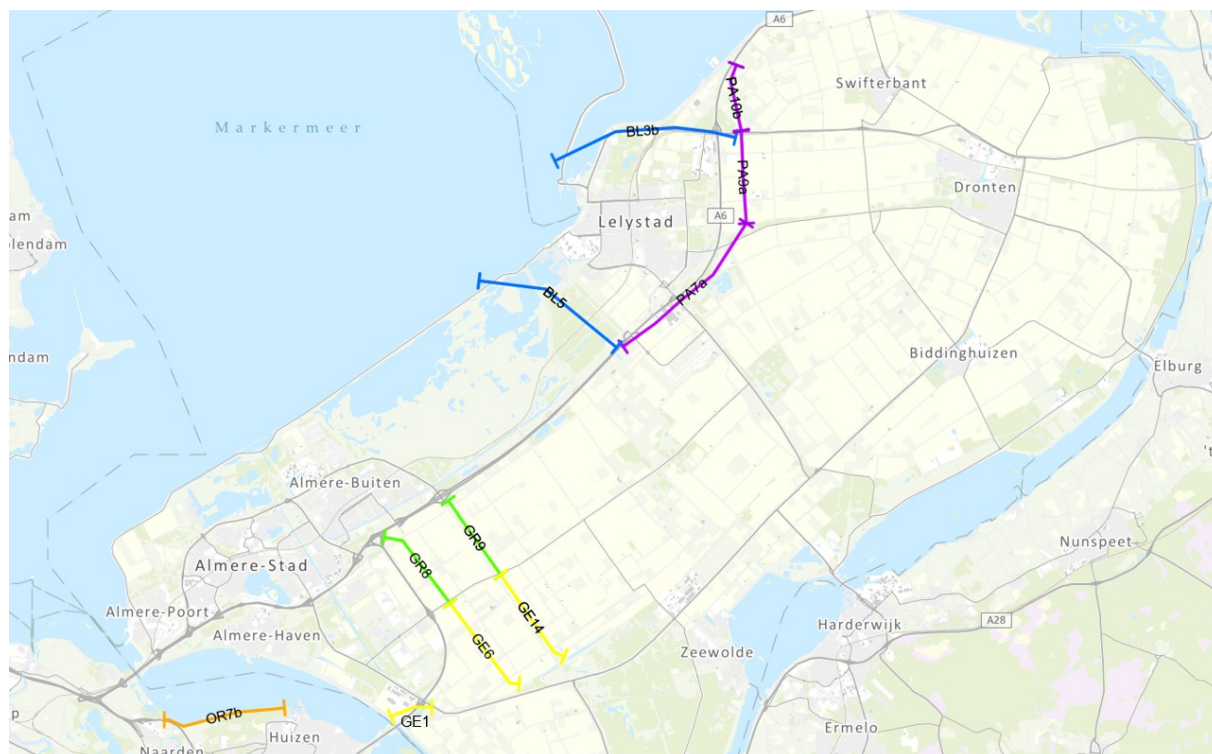 A6
Swifterbant
PA10b
Markermeer
BL3b
PA9a
Dronten
Lelystad
A6
am
olendam
PA7a
BL5
ndam
Biddinghuizen
Elburg
't
Almere-Buiten
GR9
Nunspeet
GR8
Almere-Stad
Almere-Poort
GE14
A28
Harderwijk
Almere-Haven
GE6
Zeewolde
OR7b
GE1
p
Huizen
Naarden
Ermelo